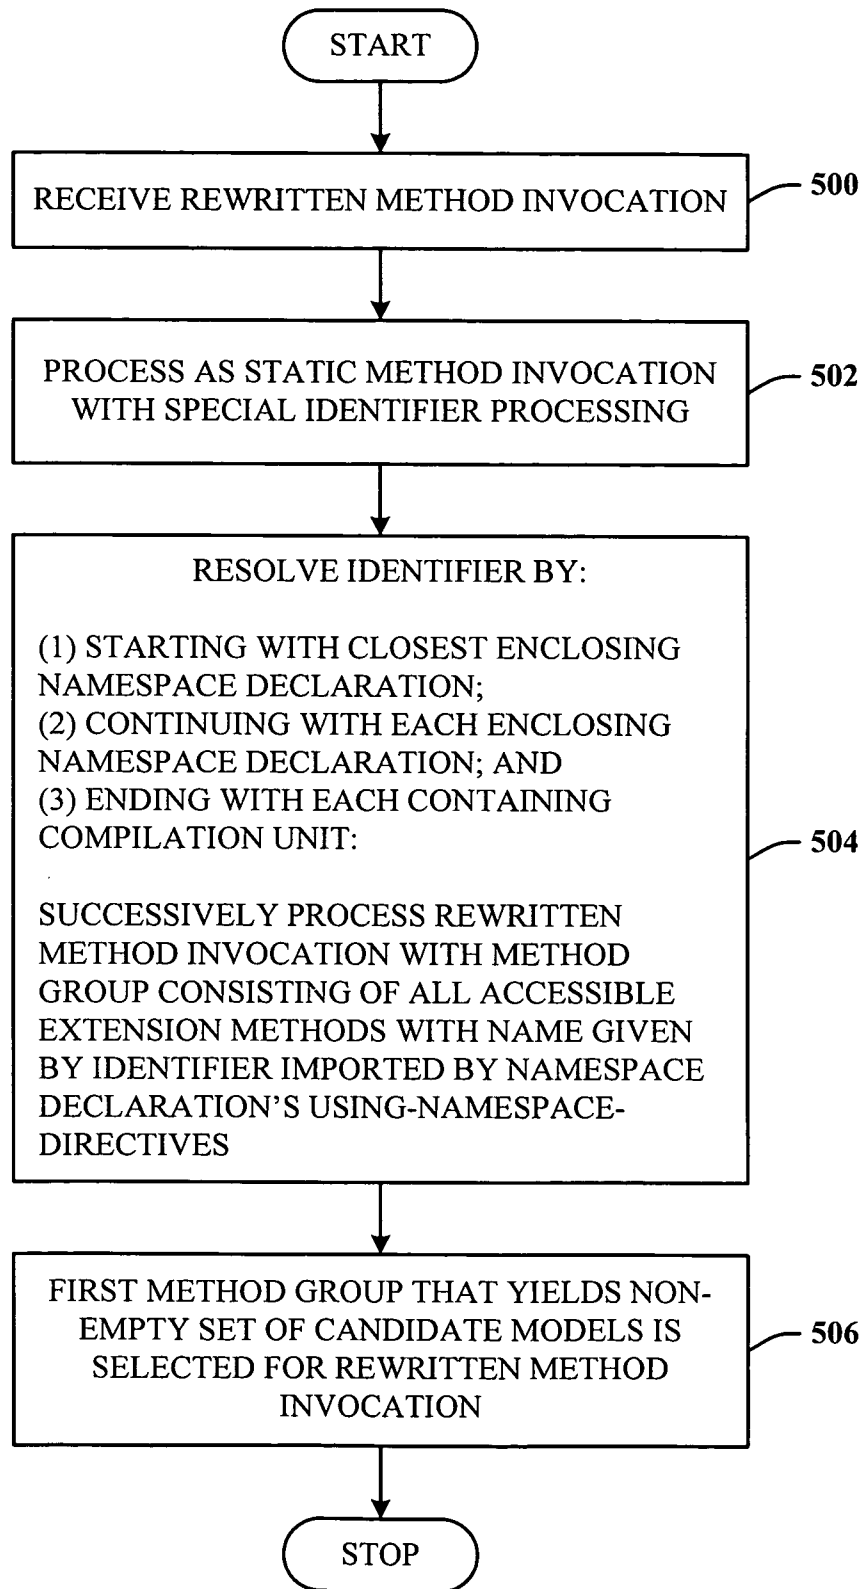 START
RECEIVE REWRITTEN METHOD INVOCATION
500
PROCESS AS STATIC METHOD INVOCATION
WITH SPECIAL IDENTIFIER PROCESSING
502
RESOLVE IDENTIFIER BY:
(1) STARTING WITH CLOSEST ENCLOSING
NAMESPACE DECLARATION;
(2) CONTINUING WITH EACH ENCLOSING
NAMESPACE DECLARATION; AND
(3) ENDING WITH EACH CONTAINING
COMPILATION UNIT:
504
SUCCESSIVELY PROCESS REWRITTEN
METHOD INVOCATION WITH METHOD
GROUP CONSISTING OF ALL ACCESSIBLE
EXTENSION METHODS WITH NAME GIVEN
BY IDENTIFIER IMPORTED BY NAMESPACE
DECLARATION'S USING-NAMESPACE-
DIRECTIVES
FIRST METHOD GROUP THAT YIELDS NON-
EMPTY SET OF CANDIDATE MODELS IS
SELECTED FOR REWRITTEN METHOD
INVOCATION
506
STOP